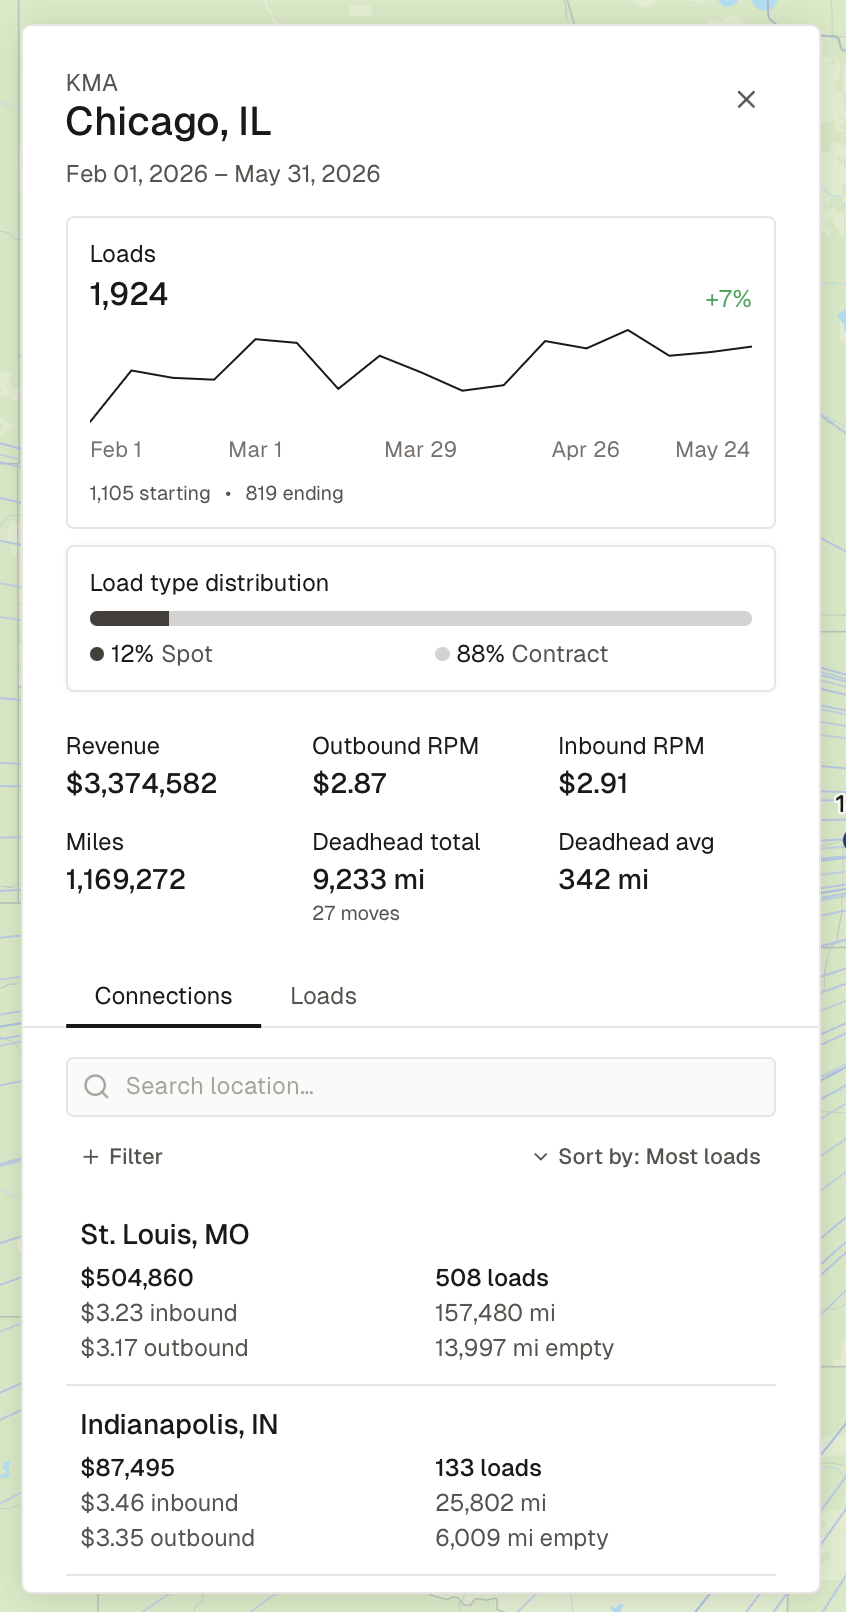 KMA
Chicago, IL
Feb 01, 2026 – May 31, 2026
Loads
1,924
+7%
Feb 1 Mar 1 Mar 29 Apr 26 May 24
1,105 starting • 819 ending
Load type distribution
12% Spot 88% Contract
Revenue Outbound RPM Inbound RPM
$3,374,582 $2.87 $2.91
Miles Deadhead total Deadhead avg
1,169,272 9,233 mi 342 mi
27 moves
Connections Loads
Search location...
+ Filter Sort by: Most loads
St. Louis, MO
$504,860 508 loads
$3.23 inbound 157,480 mi
$3.17 outbound 13,997 mi empty
Indianapolis, IN
$87,495 133 loads
$3.46 inbound 25,802 mi
$3.35 outbound 6,009 mi empty